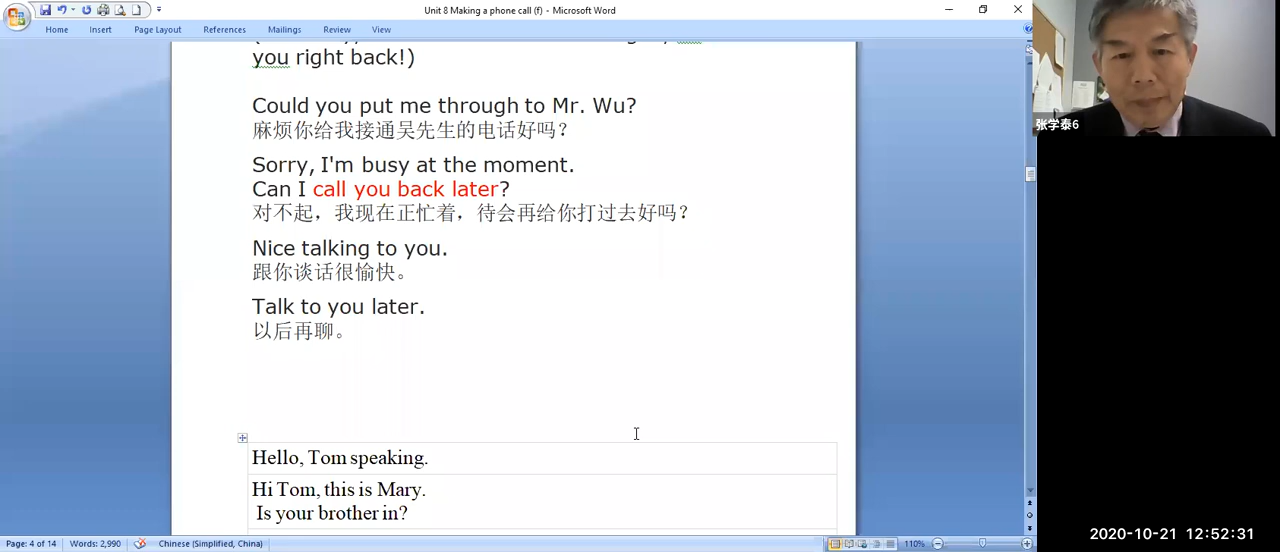 Unit 8 Making a phone call (f) - Microsoft Word
Home Insert Page Layout References Mailings Review View
you right back!)
Could you put me through to Mr. Wu?
麻烦你给我接通吴先生的电话好吗？
Sorry, I'm busy at the moment.
Can I call you back later?
对不起，我现在正忙着，待会再给你打过去好吗？
Nice talking to you.
跟你谈话很愉快。
Talk to you later.
以后再聊。
Hello, Tom speaking.
Hi Tom, this is Mary.
Is your brother in?
Page: 4 of 14 Words: 2,990 Chinese (Simplified, China) 110%
张学泰6
2020-10-21 12:52:31